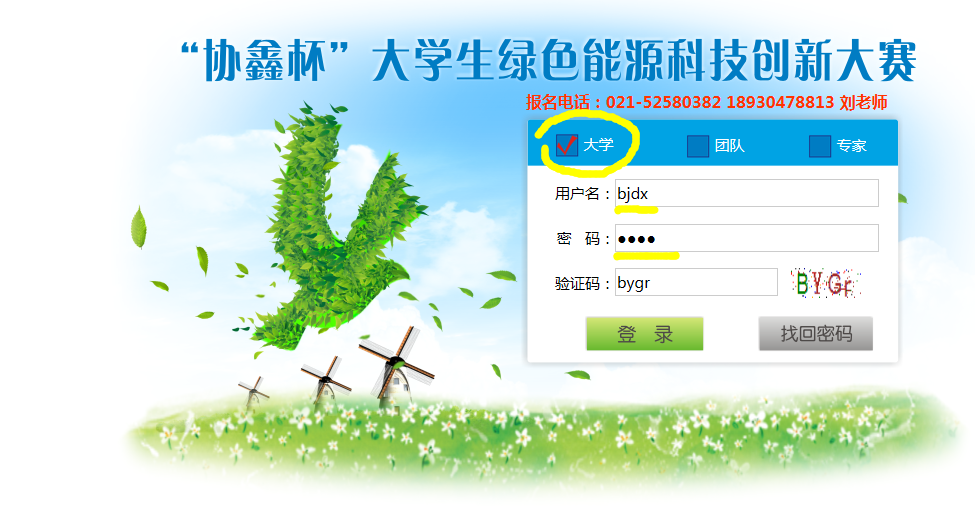 “协鑫杯”大学生绿色能源科技创新大赛
报名电话：021-52580382 18930478813 刘老师
大学 团队 专家
用户名：bjdx
密 码：●●●●
验证码：bygr BYGr
登 录 找回密码